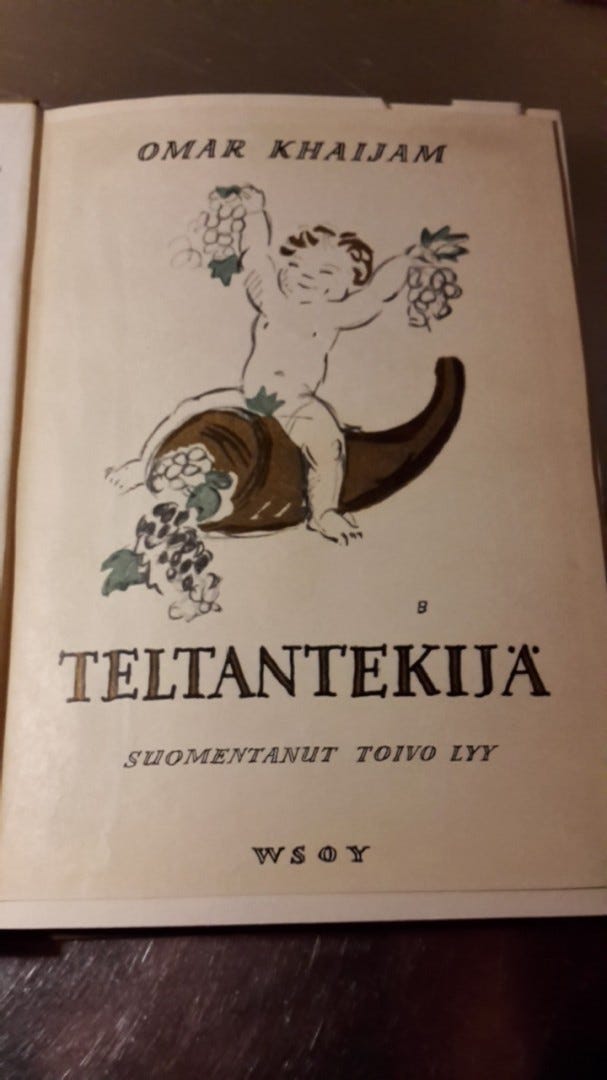 OMAR KHAIJAM
B
TELTANTEKIJÄ
SUOMENTANUT TOIVO LYY
WSOY